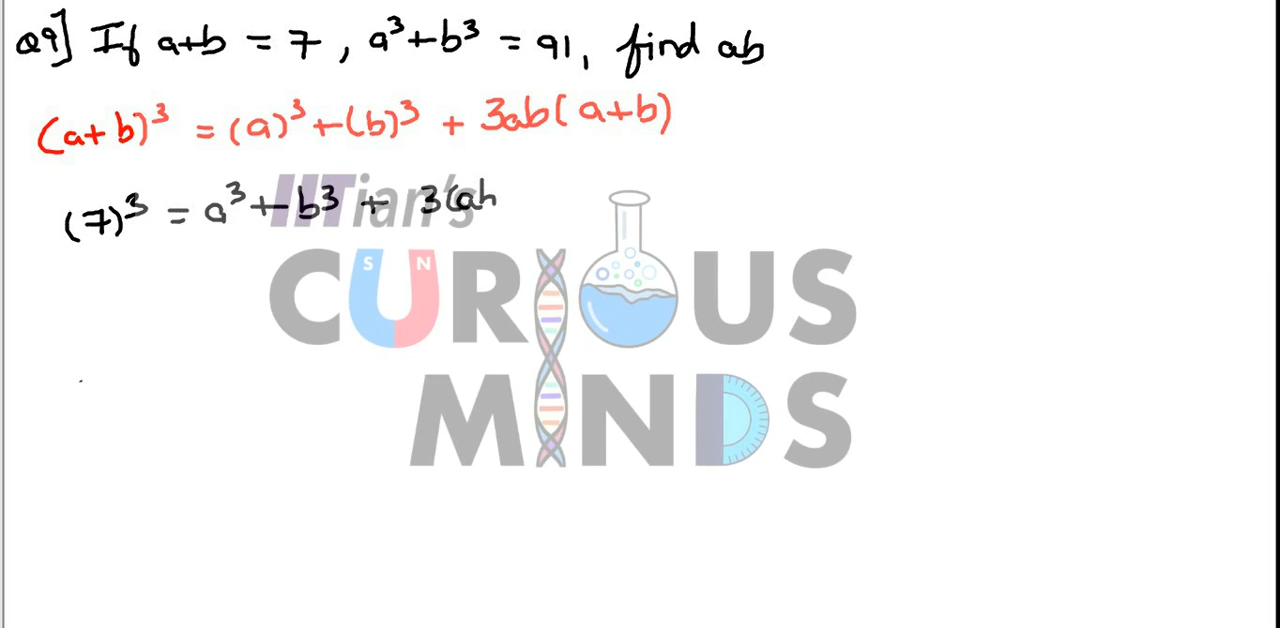 Q9] If a+b = 7, a³+b³ = 91, find ab
(a+b)³ = (a)³+(b)³ + 3ab(a+b)
(7)³ = a³+b³ + 3(ab
IITian's
CURIOUS
S N
MINDS